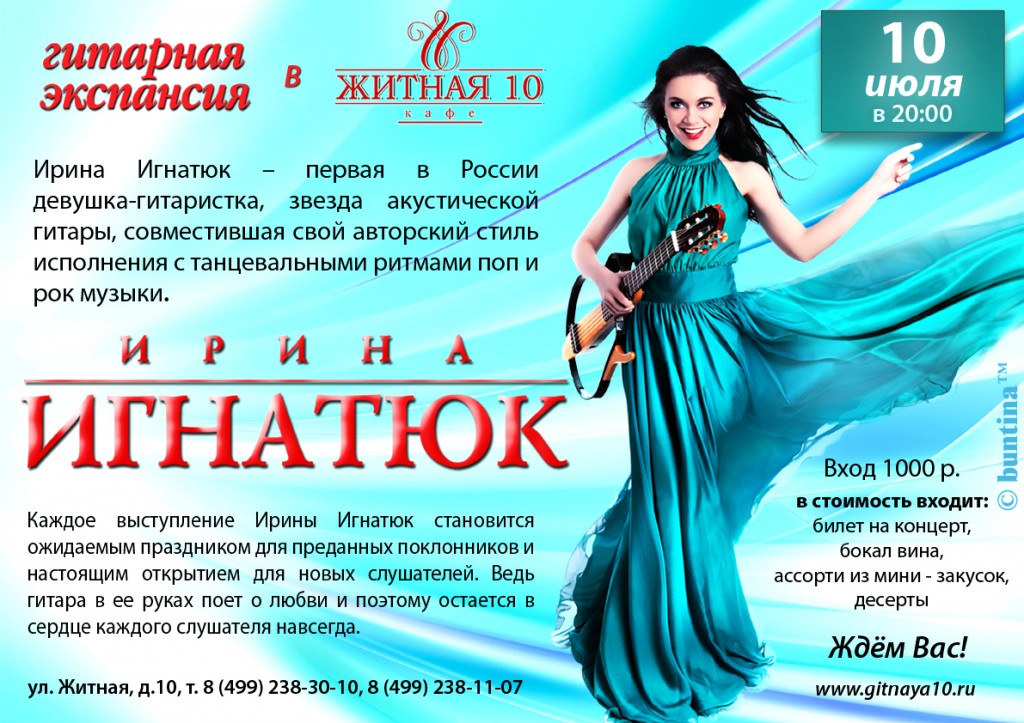 гитарная
экспансия
в
ЖИТНАЯ 10
кафе
10
июля
в 20:00
Ирина Игнатюк – первая в России
девушка-гитаристка, звезда акустической
гитары, совместившая свой авторский стиль
исполнения с танцевальными ритмами поп и
рок музыки.
ИРИНА
ИГНАТЮК
Каждое выступление Ирины Игнатюк становится
ожидаемым праздником для преданных поклонников и
настоящим открытием для новых слушателей. Ведь
гитара в ее руках поет о любви и поэтому остается в
сердце каждого слушателя навсегда.
ул. Житная, д.10, т. 8 (499) 238-30-10, 8 (499) 238-11-07
Вход 1000 р.
в стоимость входит:
билет на концерт,
бокал вина,
ассорти из мини - закусок,
десерты
Ждём Вас!
www.gitnaya10.ru
© buntina™